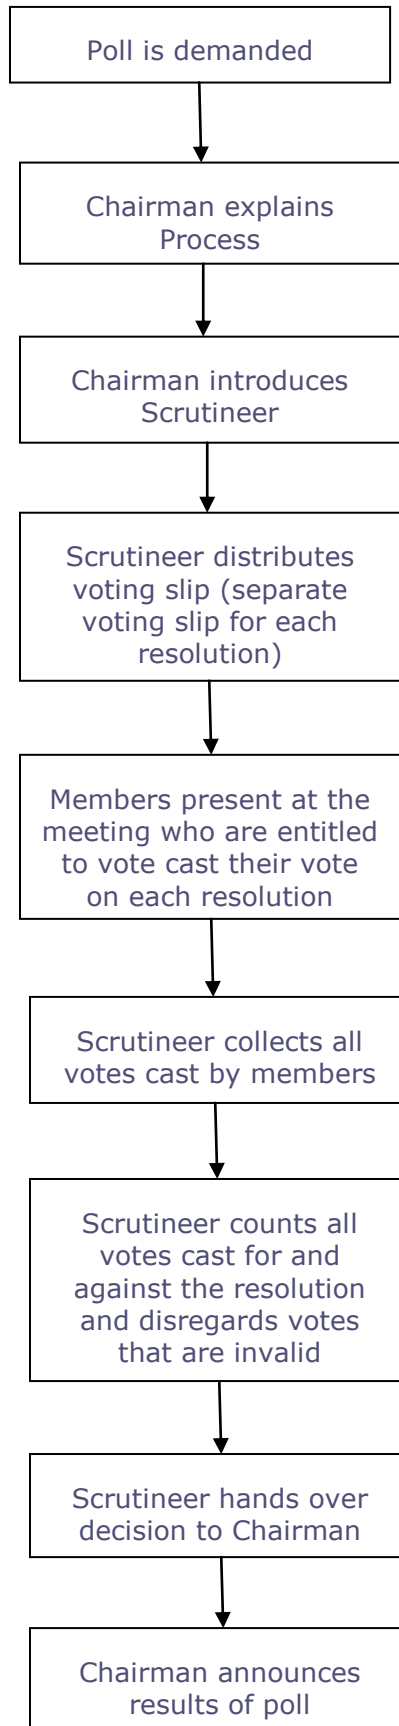 Poll is demanded
Chairman explains
Process
Chairman introduces
Scrutineer
Scrutineer distributes
voting slip (separate
voting slip for each
resolution)
Members present at the
meeting who are entitled
to vote cast their vote
on each resolution
Scrutineer collects all
votes cast by members
Scrutineer counts all
votes cast for and
against the resolution
and disregards votes
that are invalid
Scrutineer hands over
decision to Chairman
Chairman announces
results of poll